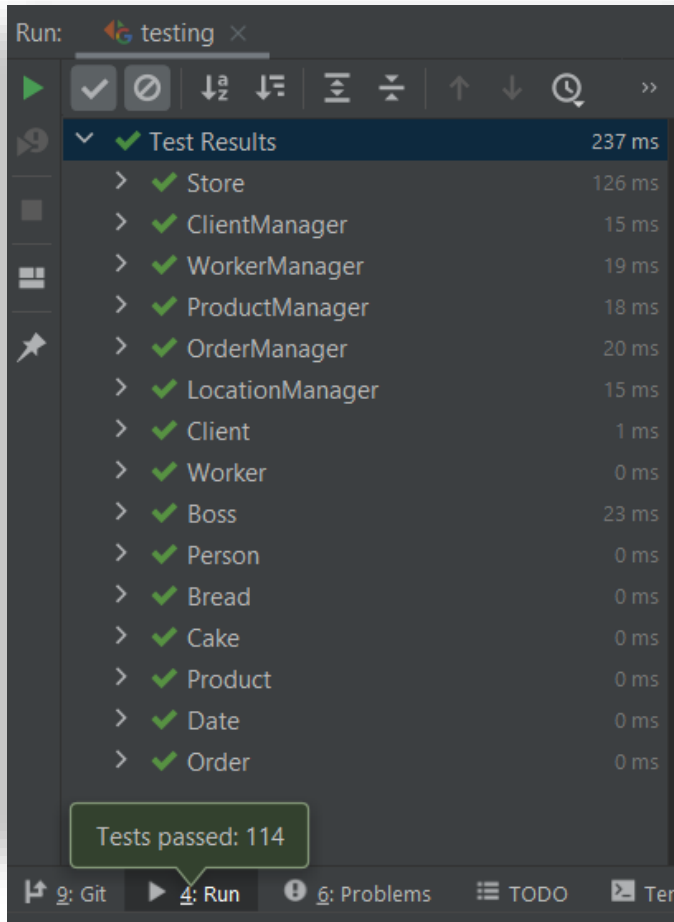 Run: testing
Test Results 237 ms
Store 126 ms
ClientManager 15 ms
WorkerManager 19 ms
ProductManager 18 ms
OrderManager 20 ms
LocationManager 15 ms
Client 1 ms
Worker 0 ms
Boss 23 ms
Person 0 ms
Bread 0 ms
Cake 0 ms
Product 0 ms
Date 0 ms
Order 0 ms
Tests passed: 114
9: Git 4: Run 6: Problems TODO Ter